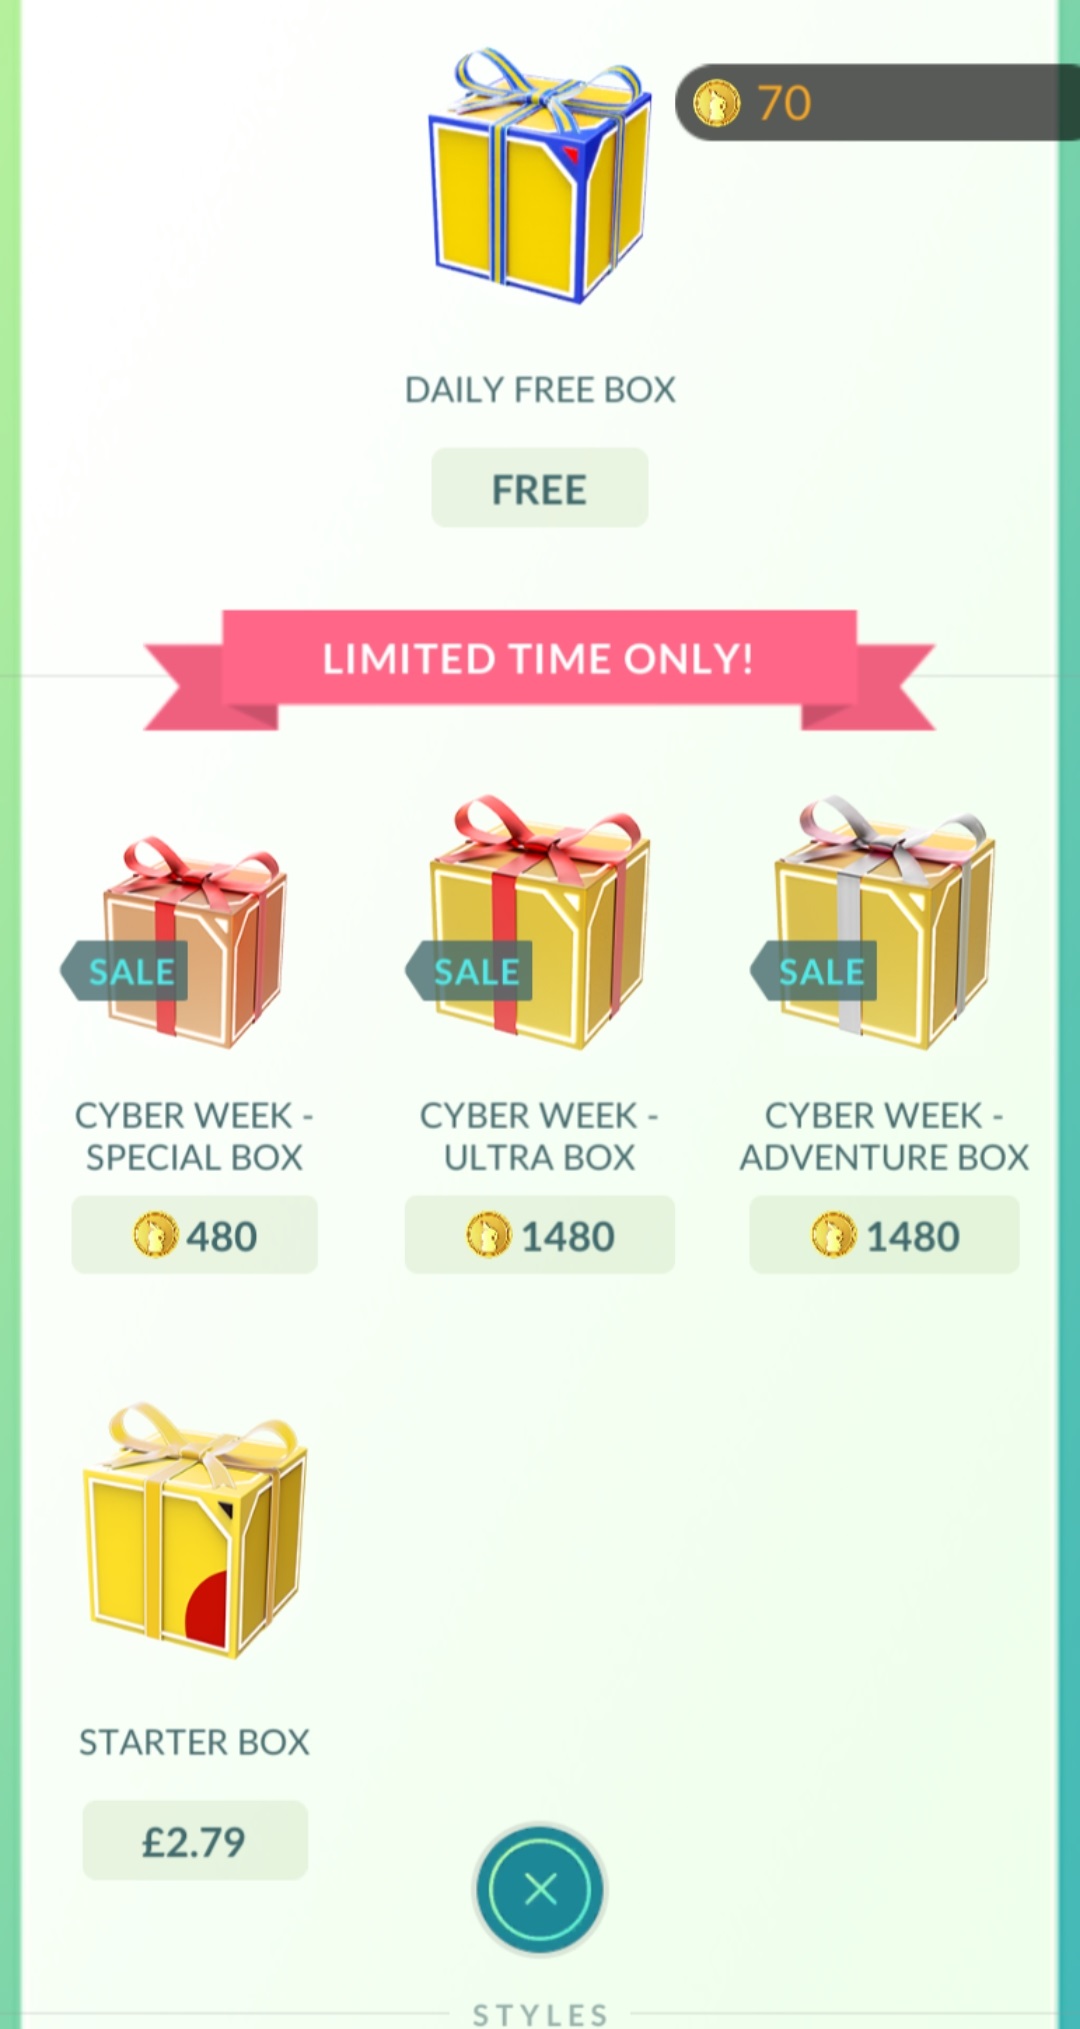 70
DAILY FREE BOX
FREE
LIMITED TIME ONLY!
SALE
SALE
SALE
CYBER WEEK -
SPECIAL BOX
CYBER WEEK -
ULTRA BOX
CYBER WEEK -
ADVENTURE BOX
480
1480
1480
STARTER BOX
£2.79
STYLES